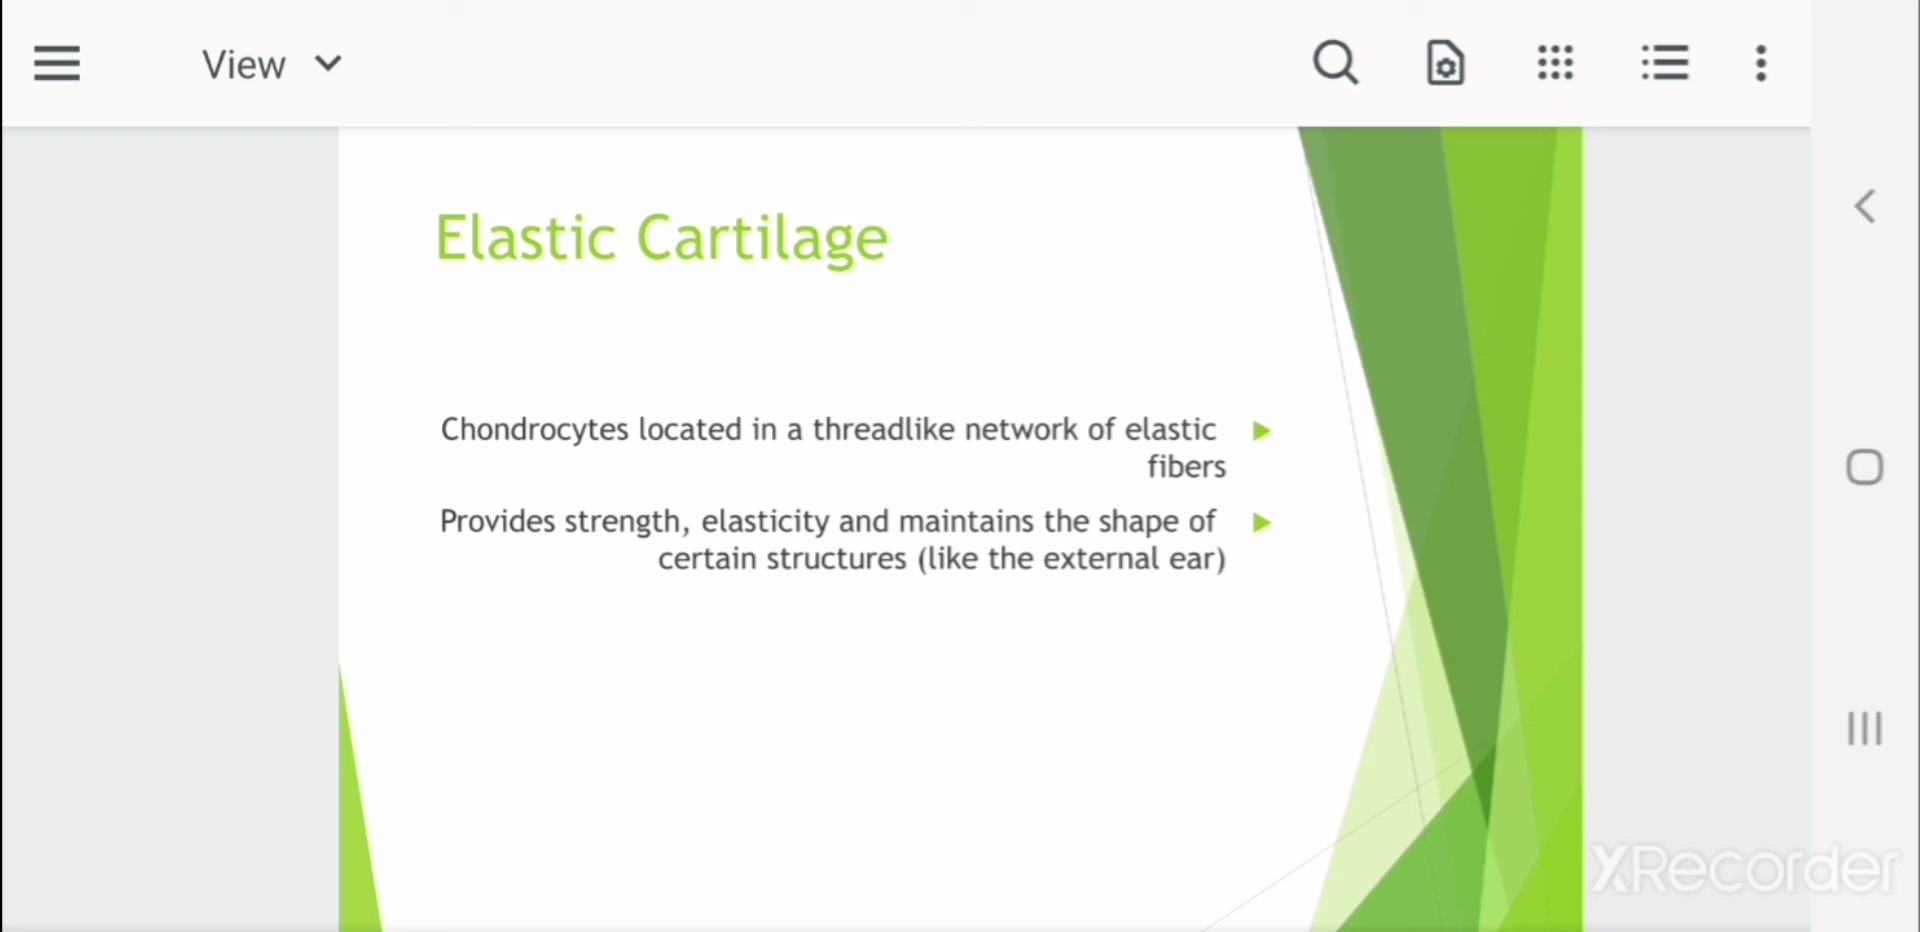 View
Elastic Cartilage
Chondrocytes located in a threadlike network of elastic
fibers
Provides strength, elasticity and maintains the shape of
certain structures (like the external ear)
XRecorder